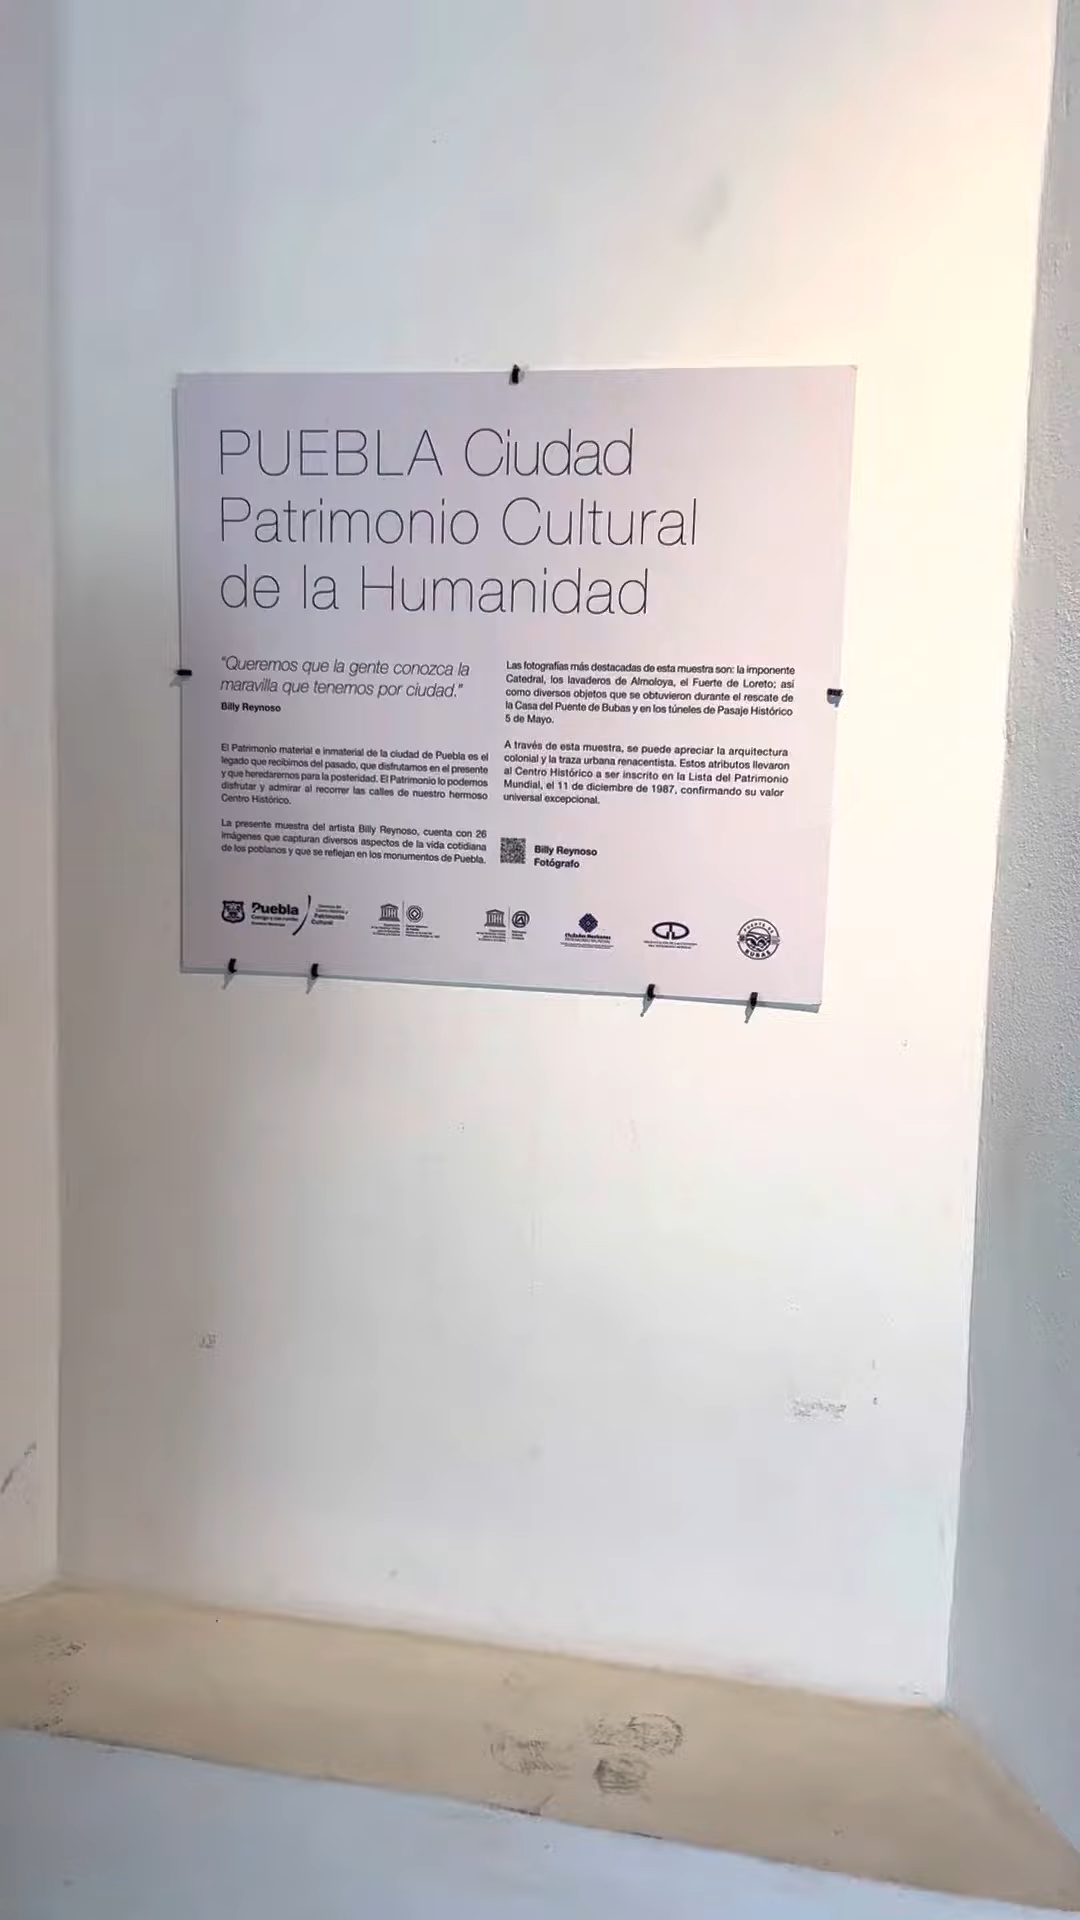 PUEBLA Ciudad
Patrimonio Cultural
de la Humanidad
"Queremos que la gente conozca la
maravilla que tenemos por ciudad."
Billy Reynoso
El Patrimonio material e inmaterial de la ciudad de Puebla es el
legado que recibimos del pasado, que disfrutamos en el presente
y que heredaremos para la posteridad. El Patrimonio lo podemos
disfrutar y admirar al recorrer las calles de nuestro hermoso
Centro Histórico.
La presente muestra del artista Billy Reynoso, cuenta con 26
imágenes que capturan diversos aspectos de la vida cotidiana
de los poblanos y que se reflejan en los monumentos de Puebla.
Las fotografías más destacadas de esta muestra son: la imponente
Catedral, los lavaderos de Almoloya, el Fuerte de Loreto; así
como diversos objetos que se obtuvieron durante el rescate de
la Casa del Puente de Bubas y en los túneles de Pasaje Histórico
5 de Mayo.
A través de esta muestra, se puede apreciar la arquitectura
colonial y la traza urbana renacentista. Estos atributos llevaron
al Centro Histórico a ser inscrito en la Lista del Patrimonio
Mundial, el 11 de diciembre de 1987, confirmando su valor
universal excepcional.
Billy Reynoso
Fotógrafo
Puebla
Patrimonio
Cultural
Ciudades Mexicanas
PATRIMONIO MUNDIAL
PUENTE DE
BUBAS